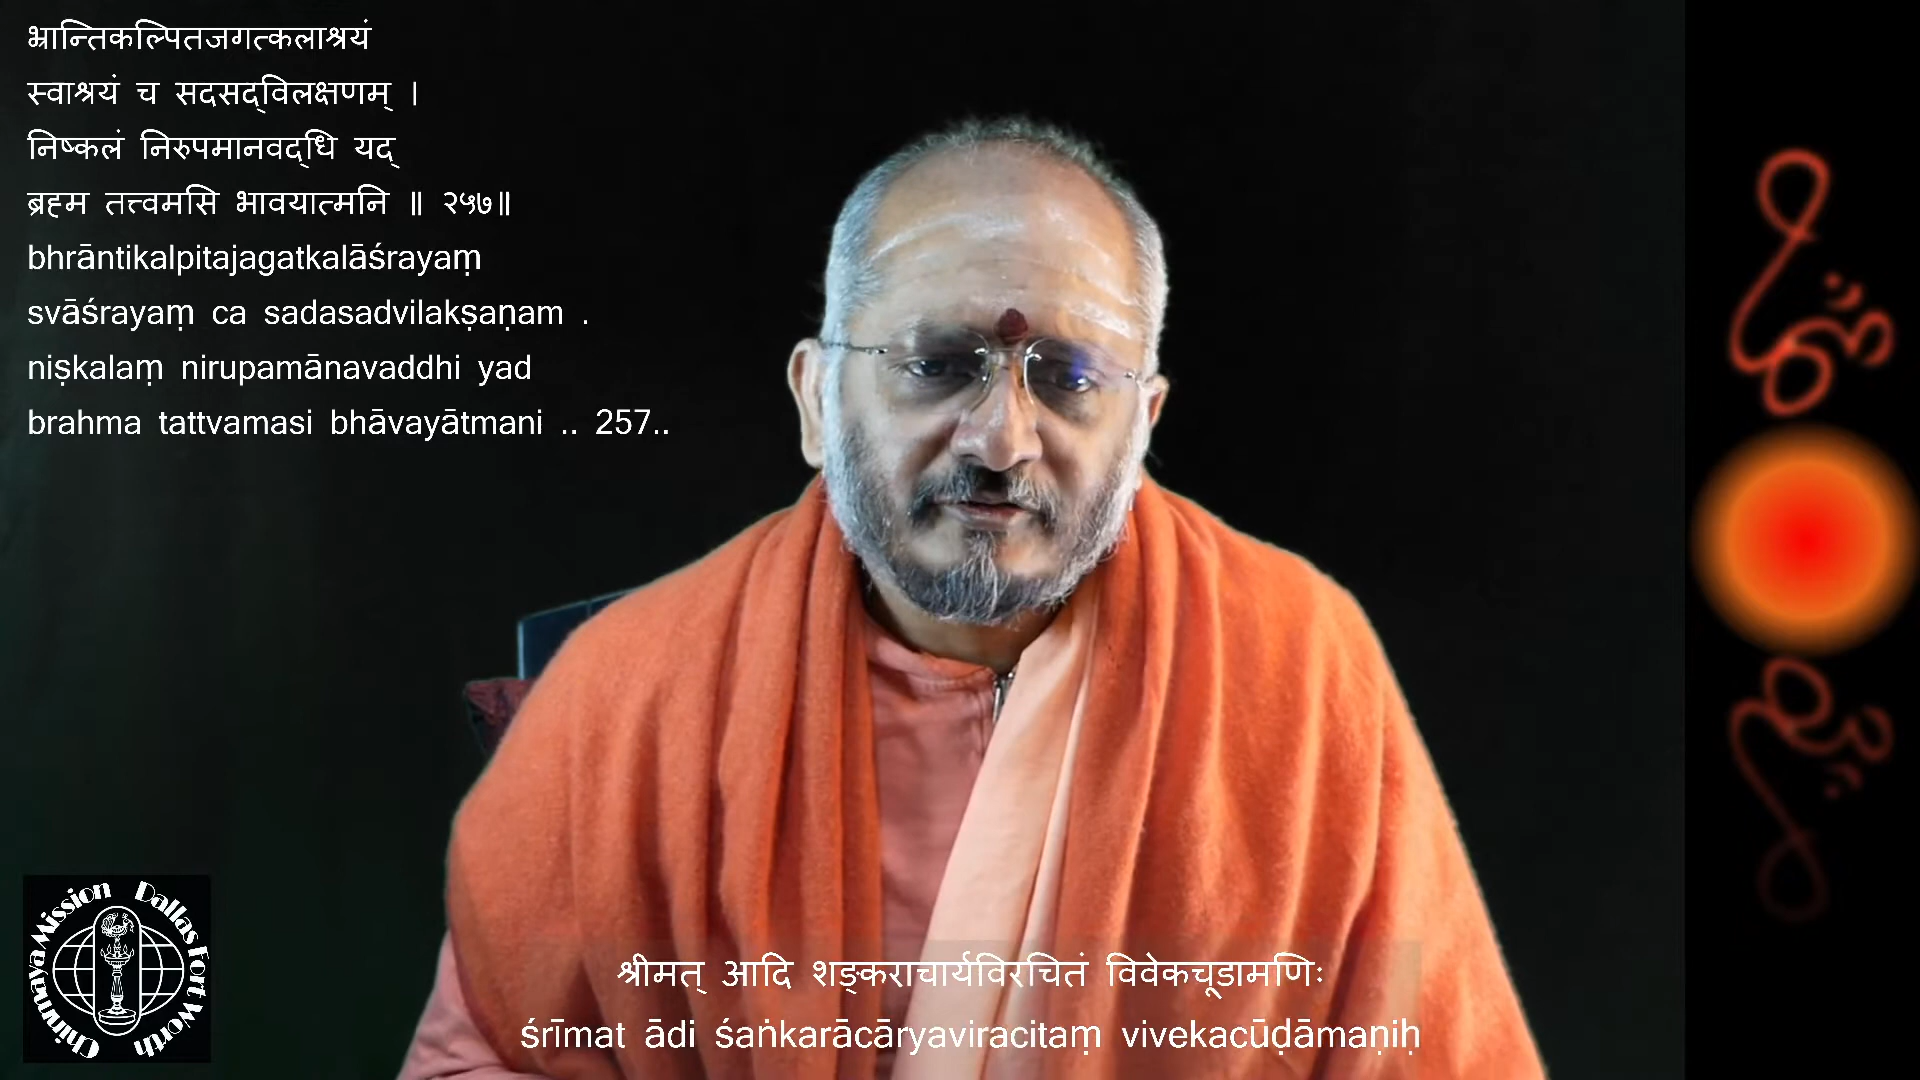 भ्रान्तिकल्पितजगत्कलाश्रयं
स्वाश्रयं च सदसद्विलक्षणम् ।
निष्कलं निरुपमानवद्धि यद्
ब्रह्म तत्त्वमसि भावयात्मनि ॥ २५७॥
bhrāntikalpitajagatkalāśrayaṃ
svāśrayaṃ ca sadasadvilakṣaṇam .
niṣkalaṃ nirupamānavaddhi yad
brahma tattvamasi bhāvayātmani .. 257..
Chinmaya Mission Dallas Fort Worth
श्रीमत् आदि शङ्कराचार्यविरचितं विवेकचूडामणिः
śrīmat ādi śaṅkarācāryaviracitaṃ vivekacūḍāmaṇiḥ